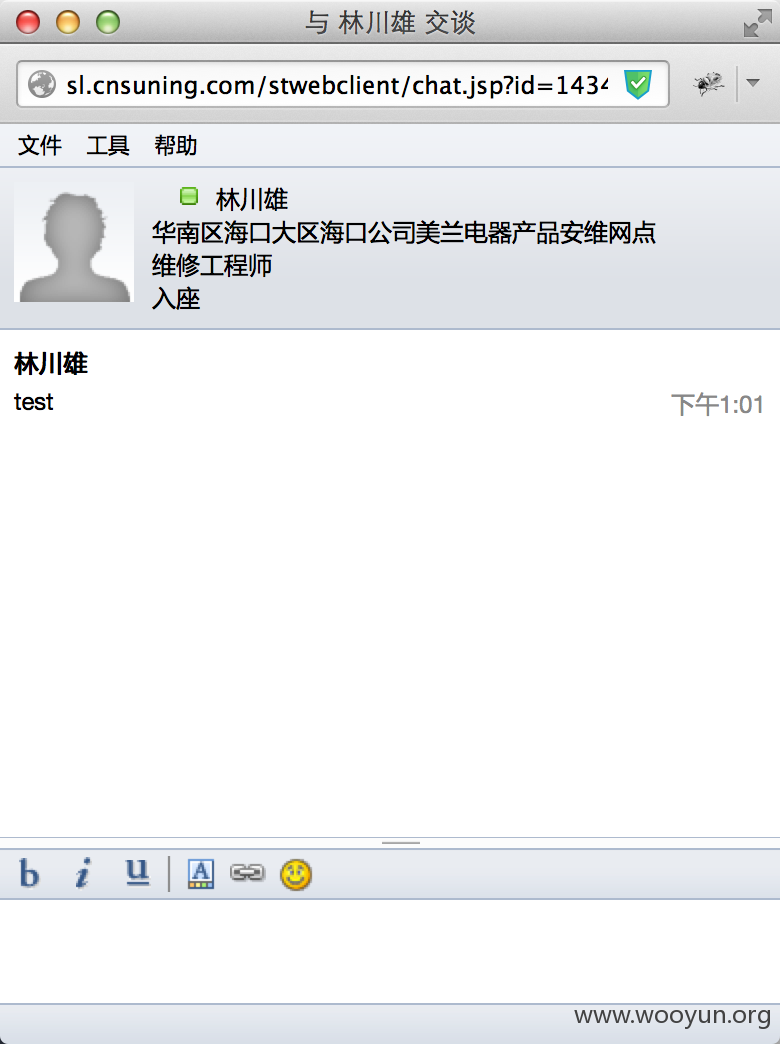 与 林川雄 交谈
sl.cnsuning.com/stwebclient/chat.jsp?id=1434
文件 工具 帮助
林川雄
华南区海口大区海口公司美兰电器产品安维网点
维修工程师
入座
林川雄
test 下午1:01
b i u A
www.wooyun.org